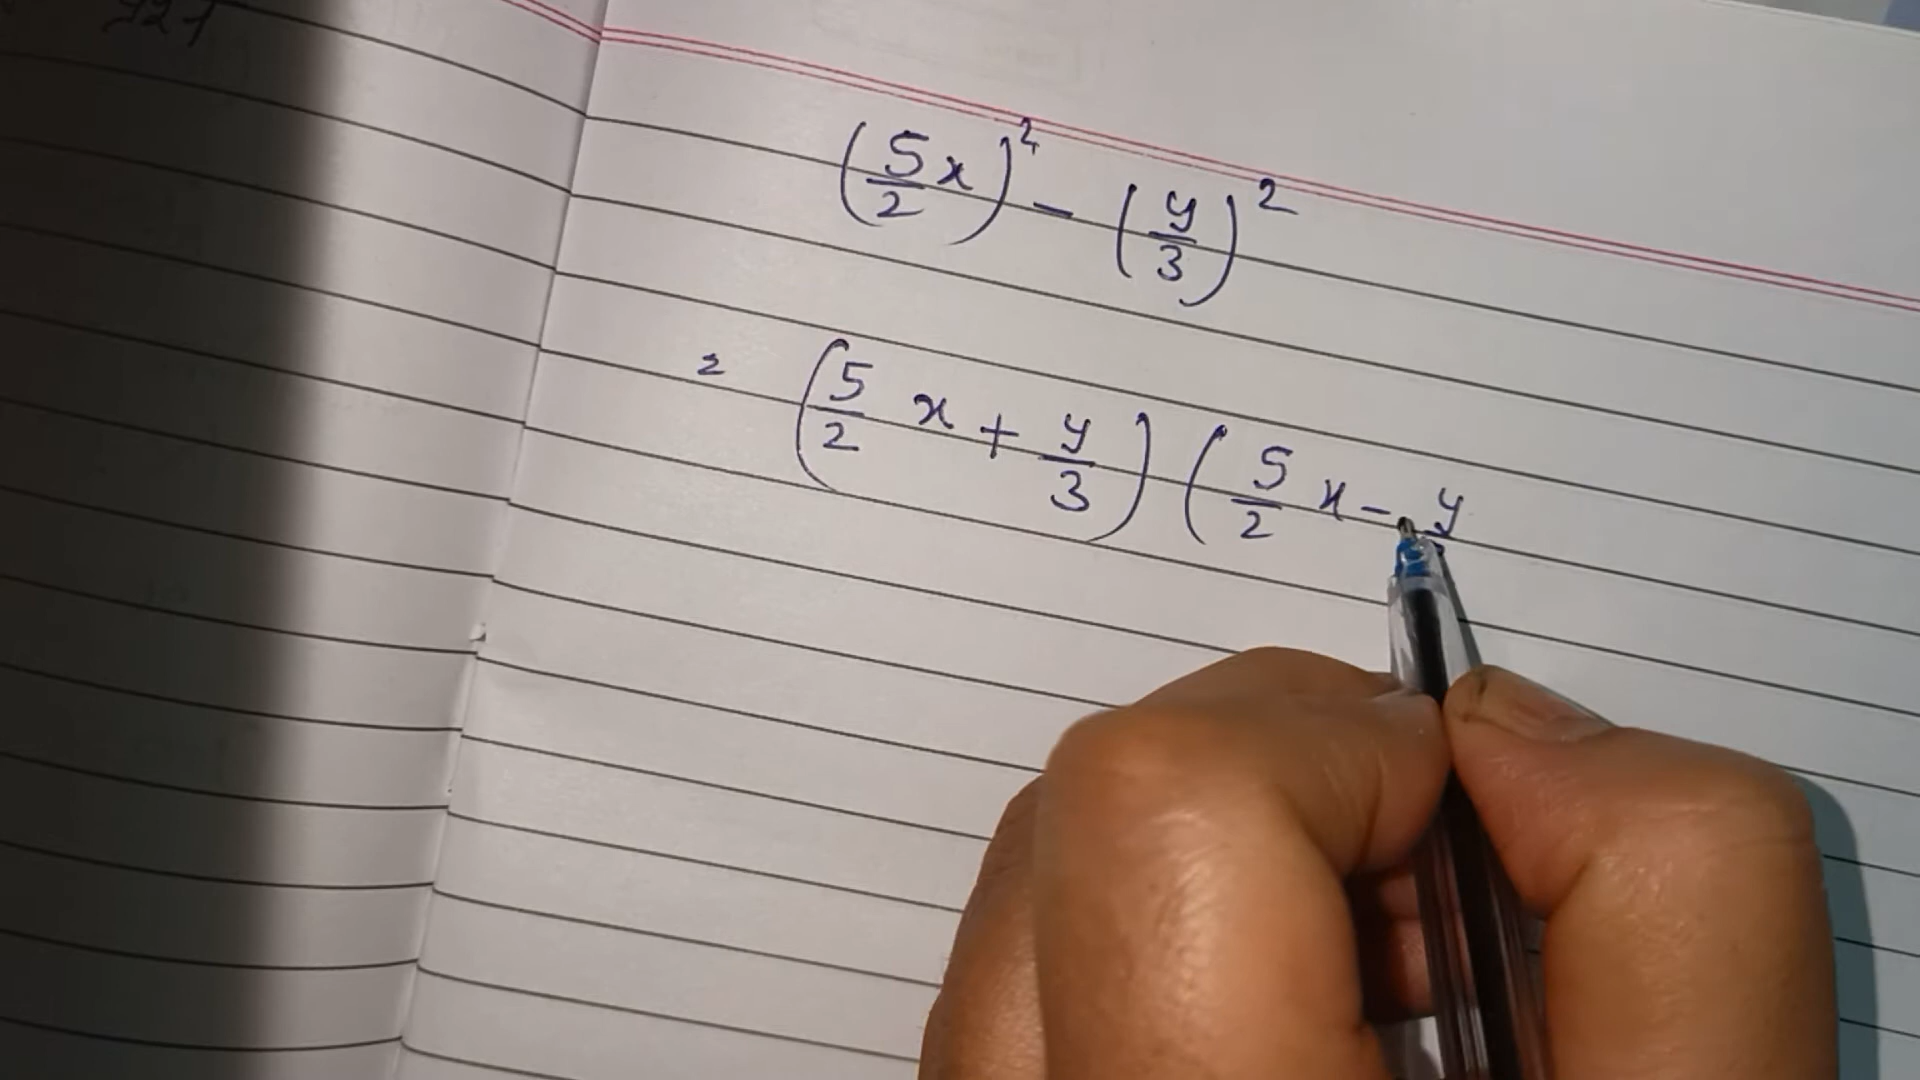 (5/2 x)² - (y/3)²
= (5/2 x + y/3) (5/2 x - y